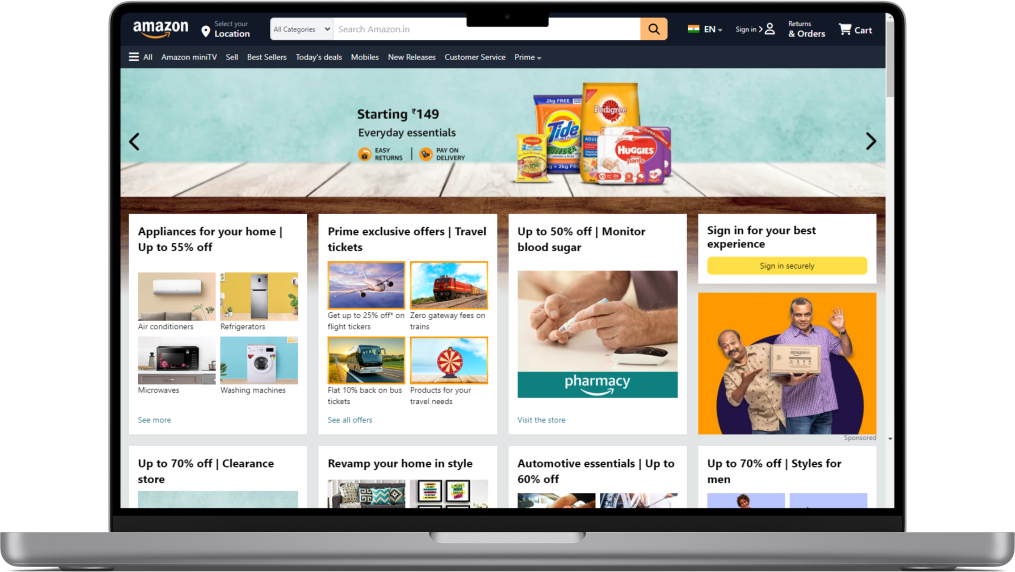 amazon
Select your
Location
All Categories
Search Amazon.in
EN
Sign in
Returns
& Orders
Cart
All
Amazon miniTV
Sell
Best Sellers
Today's deals
Mobiles
New Releases
Customer Service
Prime
Starting ₹149
Everyday essentials
EASY
RETURNS
PAY ON
DELIVERY
2kg FREE
Tide
Pedigree
ADUL
HUGGIES
pants
Appliances for your home |
Up to 55% off
Air conditioners
Refrigerators
Microwaves
Washing machines
See more
Prime exclusive offers | Travel
tickets
Get up to 25% off* on
flight tickers
Zero gateway fees on
trains
Flat 10% back on bus
tickets
Products for your
travel needs
See all offers
Up to 50% off | Monitor
blood sugar
pharmacy
Visit the store
Sign in for your best
experience
Sign in securely
Sponsored
Up to 70% off | Clearance
store
Revamp your home in style
Automotive essentials | Up to
60% off
Up to 70% off | Styles for
men